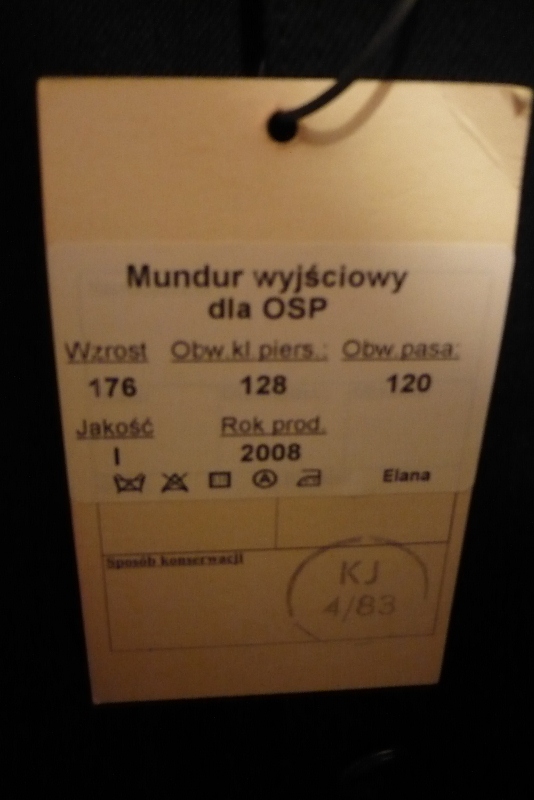 Mundur wyjściowy
dla OSP
Wzrost Obw.kl.piers.: Obw.pasa:
176 128 120
Jakość Rok prod.
I 2008
A Elana
Sposób konserwacji
KJ
4/83